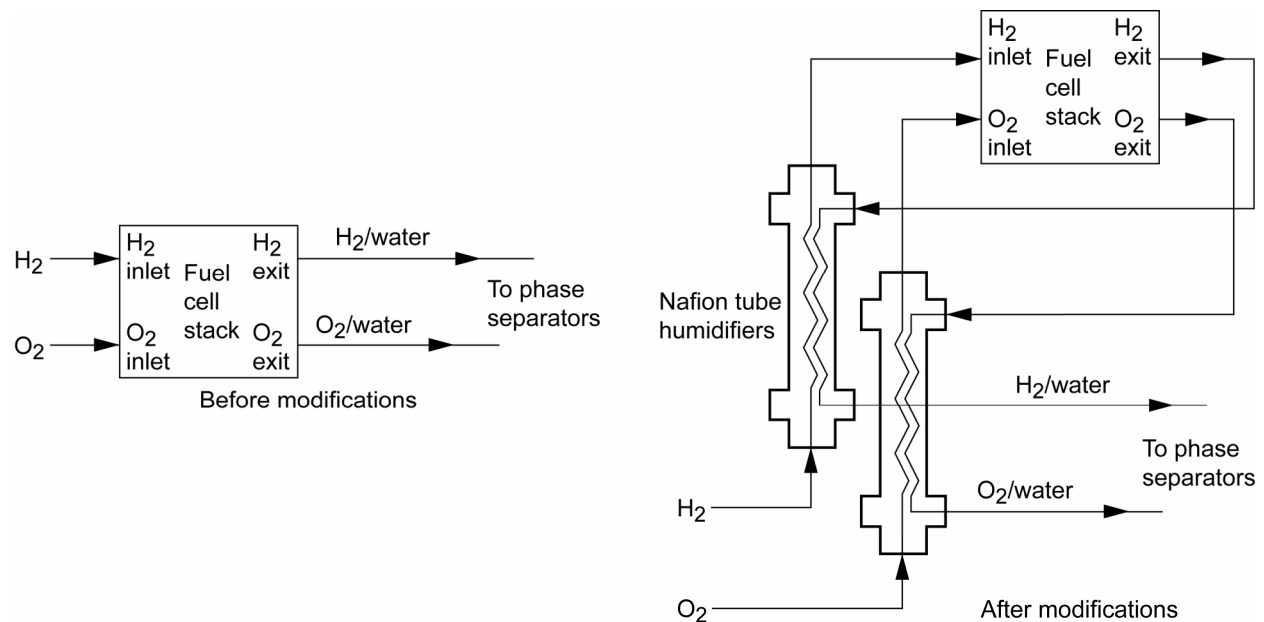 H2
O2
H2
inlet
H2
exit
Fuel
cell
stack
O2
inlet
O2
exit
H2/water
O2/water
To phase
separators
Before modifications
H2
inlet
H2
exit
Fuel
cell
stack
O2
inlet
O2
exit
Nafion tube
humidifiers
H2/water
To phase
separators
O2/water
H2
O2
After modifications